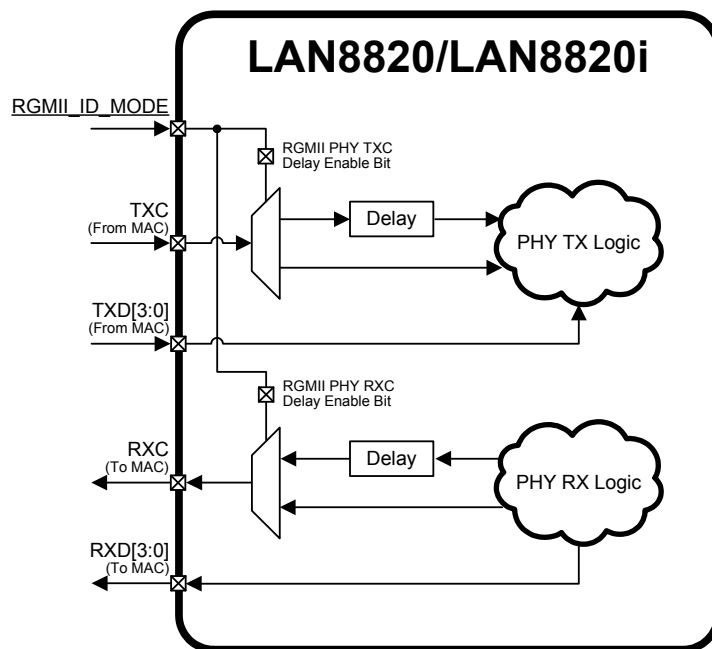 LAN8820/LAN8820i
RGMII_ID_MODE
RGMII PHY TXC
Delay Enable Bit
TXC
(From MAC)
Delay
PHY TX Logic
TXD[3:0]
(From MAC)
RGMII PHY RXC
Delay Enable Bit
RXC
(To MAC)
Delay
PHY RX Logic
RXD[3:0]
(To MAC)